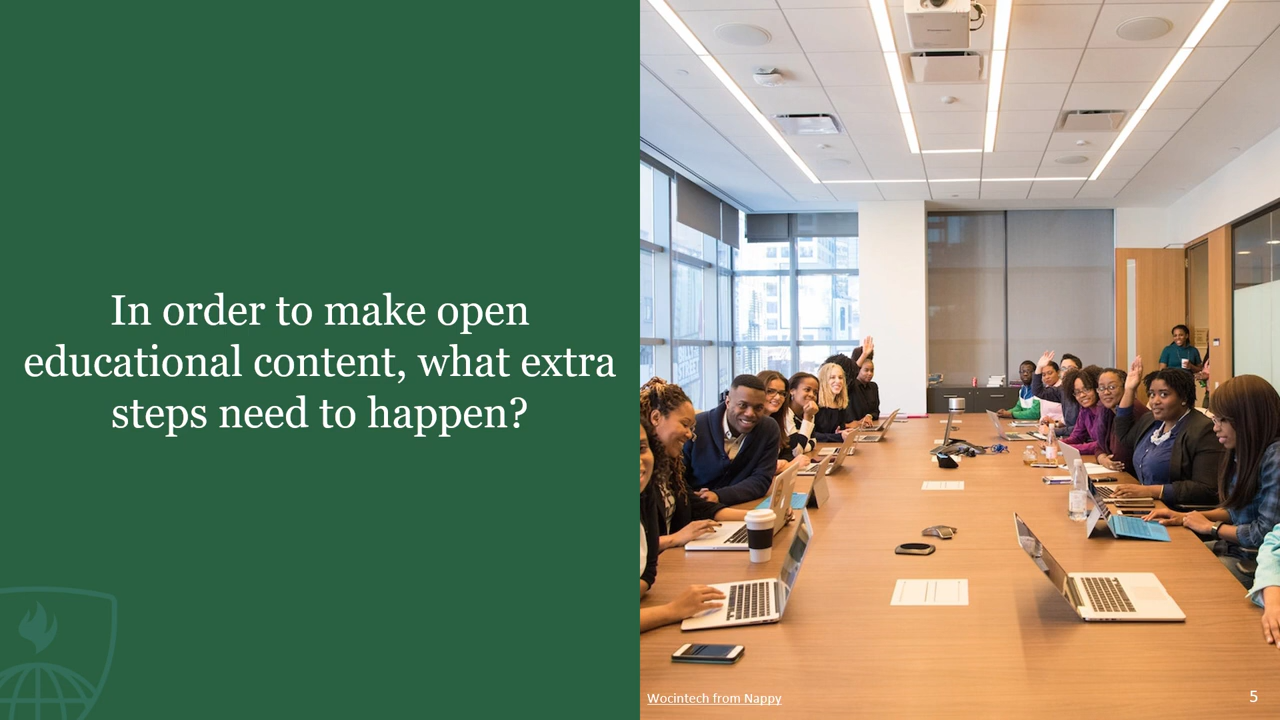 In order to make open
educational content, what extra
steps need to happen?
Wocintech from Nappy
5